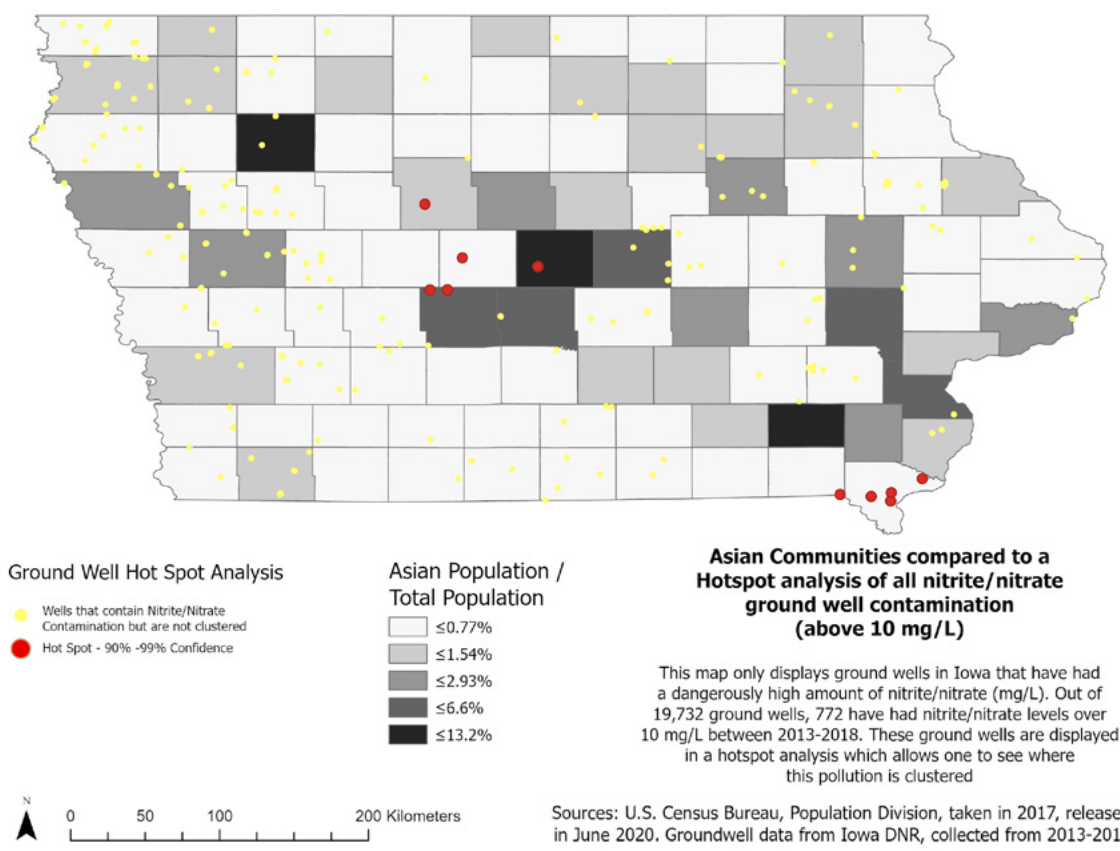 Ground Well Hot Spot Analysis
Wells that contain Nitrite/Nitrate
Contamination but are not clustered
Hot Spot - 90% -99% Confidence
Asian Population /
Total Population
≤0.77%
≤1.54%
≤2.93%
≤6.6%
≤13.2%
Asian Communities compared to a
Hotspot analysis of all nitrite/nitrate
ground well contamination
(above 10 mg/L)
This map only displays ground wells in Iowa that have had
a dangerously high amount of nitrite/nitrate (mg/L). Out of
19,732 ground wells, 772 have had nitrite/nitrate levels over
10 mg/L between 2013-2018. These ground wells are displayed
in a hotspot analysis which allows one to see where
this pollution is clustered
N
0 50 100 200 Kilometers
Sources: U.S. Census Bureau, Population Division, taken in 2017, release
in June 2020. Groundwell data from Iowa DNR, collected from 2013-201